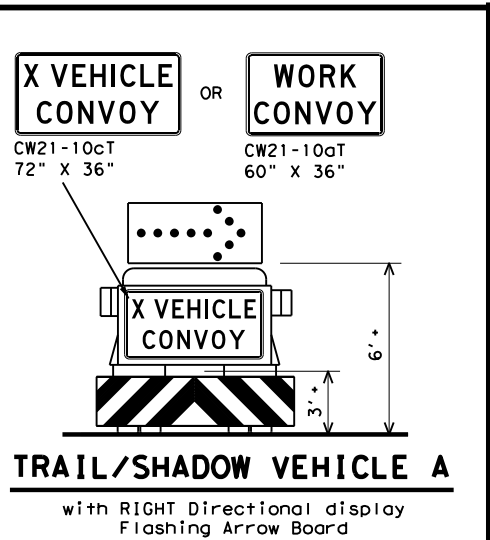 X VEHICLE
CONVOY
OR
WORK
CONVOY
CW21-10cT
72" X 36"
CW21-10aT
60" X 36"
X VEHICLE
CONVOY
6'+
3'+
TRAIL/SHADOW VEHICLE A
with RIGHT Directional display
Flashing Arrow Board